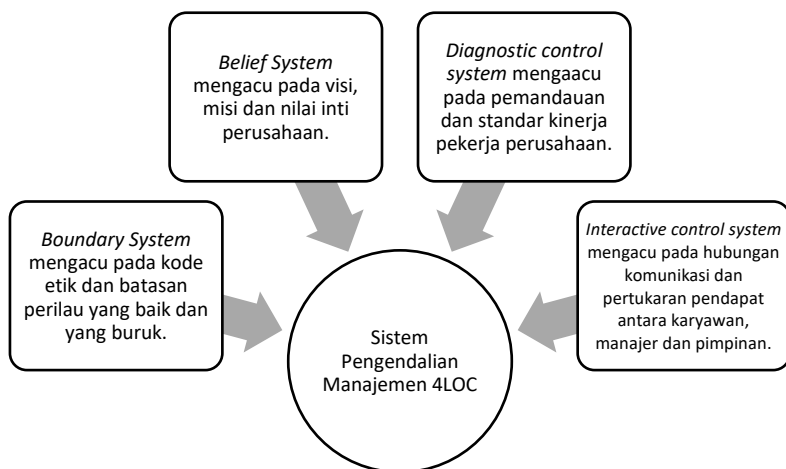 Belief System
mengacu pada visi,
misi dan nilai inti
perusahaan.
Diagnostic control
system mengaacu
pada pemandauan
dan standar kinerja
pekerja perusahaan.
Boundary System
mengacu pada kode
etik dan batasan
perilau yang baik dan
yang buruk.
Interactive control system
mengacu pada hubungan
komunikasi dan
pertukaran pendapat
antara karyawan,
manajer dan pimpinan.
Sistem
Pengendalian
Manajemen 4LOC